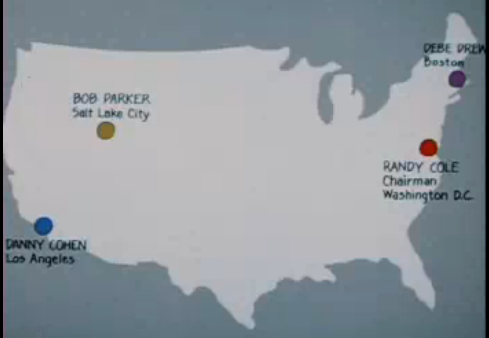 DEBE DREW
Boston
BOB PARKER
Salt Lake City
RANDY COLE
Chairman
Washington D.C.
DANNY COHEN
Los Angeles